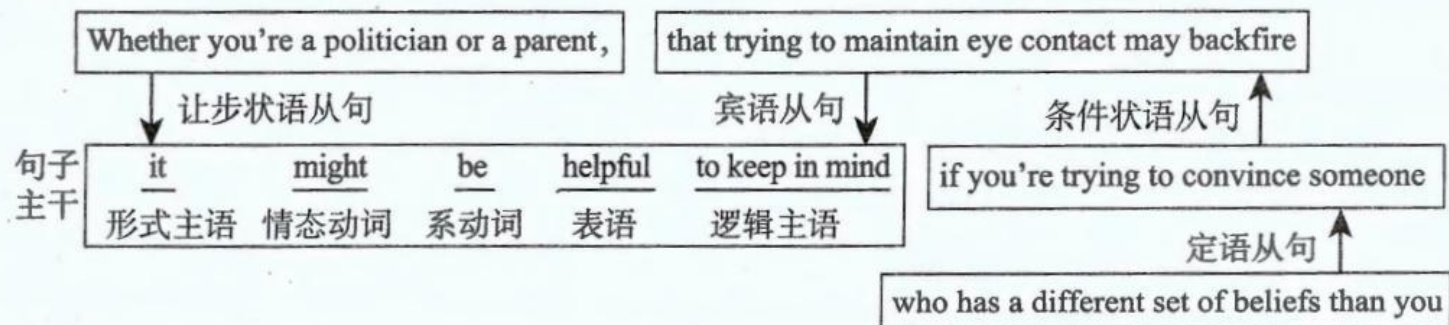 Whether you're a politician or a parent,
that trying to maintain eye contact may backfire
让步状语从句
宾语从句
条件状语从句
句子
主干
it might be helpful to keep in mind
形式主语 情态动词 系动词 表语 逻辑主语
if you're trying to convince someone
定语从句
who has a different set of beliefs than you